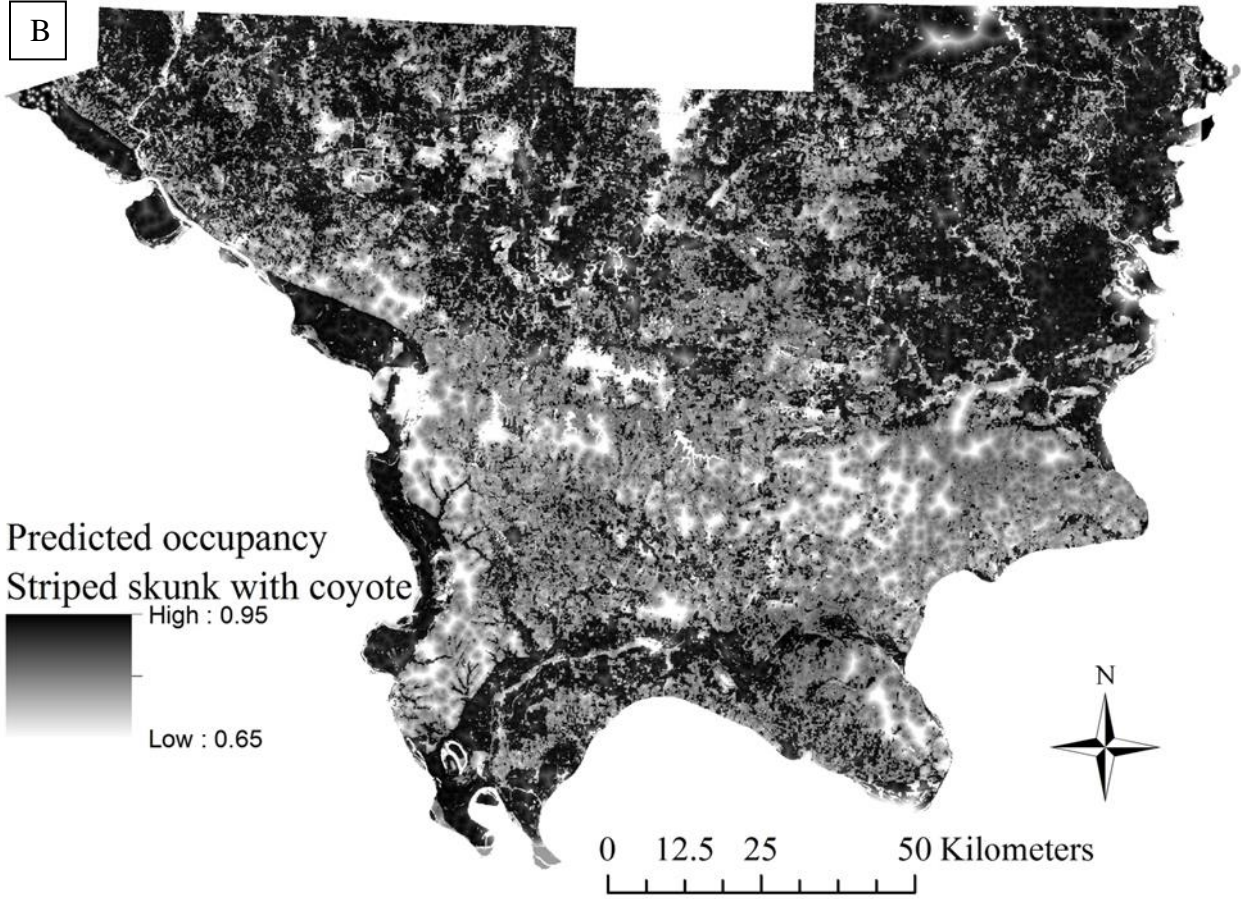 B
Predicted occupancy
Striped skunk with coyote
High : 0.95
Low : 0.65
N
0 12.5 25 50 Kilometers